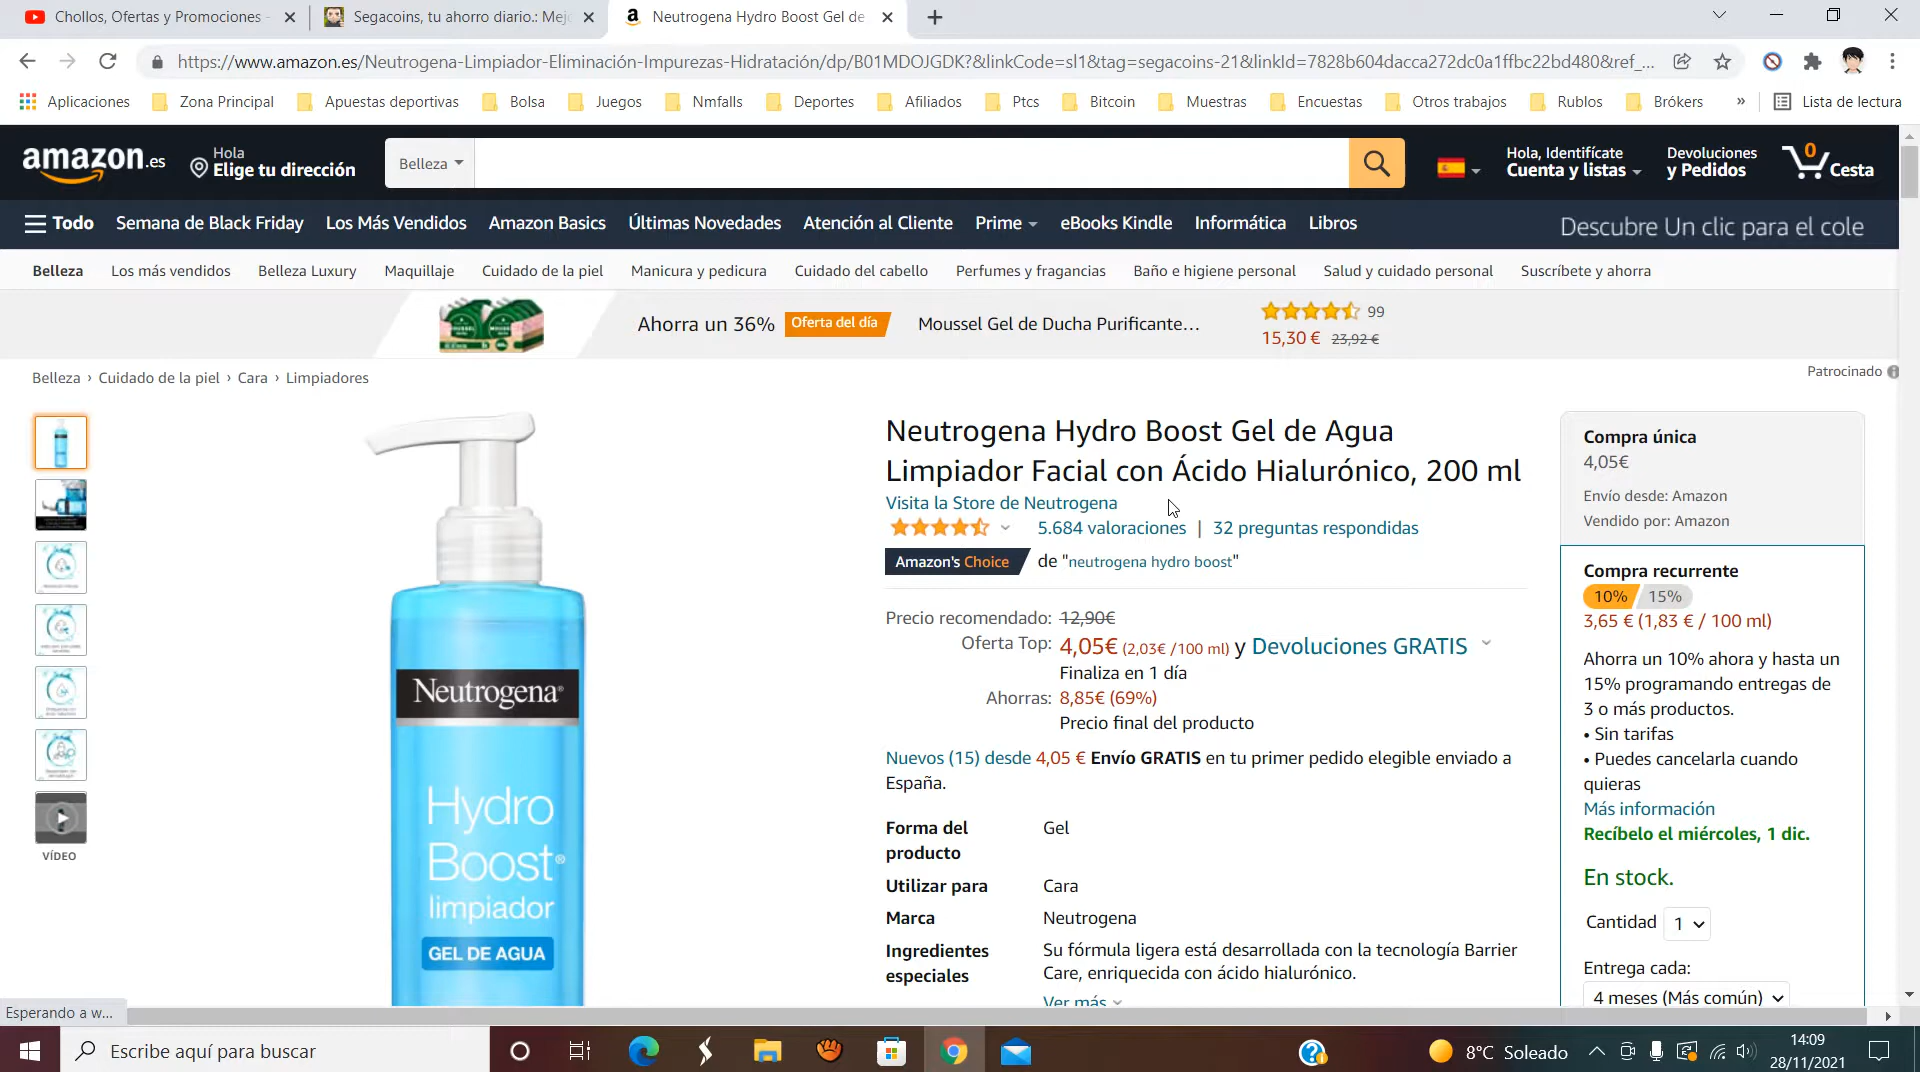 Chollos, Ofertas y Promociones -
Segacoins, tu ahorro diario.: Mejo
Neutrogena Hydro Boost Gel de
https://www.amazon.es/Neutrogena-Limpiador-Eliminación-Impurezas-Hidratación/dp/B01MDOJGDK?&linkCode=sl1&tag=segacoins-21&linkId=7828b604dacca272dc0a1ffbc22bd480&ref_...
Aplicaciones
Zona Principal
Apuestas deportivas
Bolsa
Juegos
Nmfalls
Deportes
Afiliados
Ptcs
Bitcoin
Muestras
Encuestas
Otros trabajos
Rublos
Brókers
»
Lista de lectura
amazon.es
Hola
Elige tu dirección
Belleza
Hola, Identifícate
Cuenta y listas
Devoluciones
y Pedidos
0
Cesta
Todo
Semana de Black Friday
Los Más Vendidos
Amazon Basics
Últimas Novedades
Atención al Cliente
Prime
eBooks Kindle
Informática
Libros
Descubre Un clic para el cole
Belleza
Los más vendidos
Belleza Luxury
Maquillaje
Cuidado de la piel
Manicura y pedicura
Cuidado del cabello
Perfumes y fragancias
Baño e higiene personal
Salud y cuidado personal
Suscríbete y ahorra
Ahorra un 36%
Oferta del día
Moussel Gel de Ducha Purificante…
99
15,30 € 23,92 €
Patrocinado
Belleza › Cuidado de la piel › Cara › Limpiadores
Neutrogena Hydro Boost Gel de Agua
Limpiador Facial con Ácido Hialurónico, 200 ml
Visita la Store de Neutrogena
5.684 valoraciones | 32 preguntas respondidas
Amazon's Choice de "neutrogena hydro boost"
Precio recomendado: 12,90€
Oferta Top: 4,05€ (2,03€ /100 ml) y Devoluciones GRATIS
Finaliza en 1 día
Ahorras: 8,85€ (69%)
Precio final del producto
Nuevos (15) desde 4,05 € Envío GRATIS en tu primer pedido elegible enviado a
España.
Forma del
producto
Gel
Utilizar para
Cara
Marca
Neutrogena
Ingredientes
especiales
Su fórmula ligera está desarrollada con la tecnología Barrier
Care, enriquecida con ácido hialurónico.
Ver más
VÍDEO
Neutrogena®
Hydro
Boost®
limpiador
GEL DE AGUA
Compra única
4,05€
Envío desde: Amazon
Vendido por: Amazon
Compra recurrente
10% 15%
3,65 € (1,83 € / 100 ml)
Ahorra un 10% ahora y hasta un
15% programando entregas de
3 o más productos.
• Sin tarifas
• Puedes cancelarla cuando
quieras
Más información
Recíbelo el miércoles, 1 dic.
En stock.
Cantidad 1
Entrega cada:
4 meses (Más común)
Esperando a w...
Escribe aquí para buscar
8°C Soleado
14:09
28/11/2021